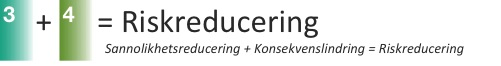 3 + 4 = Riskreducering
Sannolikhetsreducering + Konsekvenslindring = Riskreducering